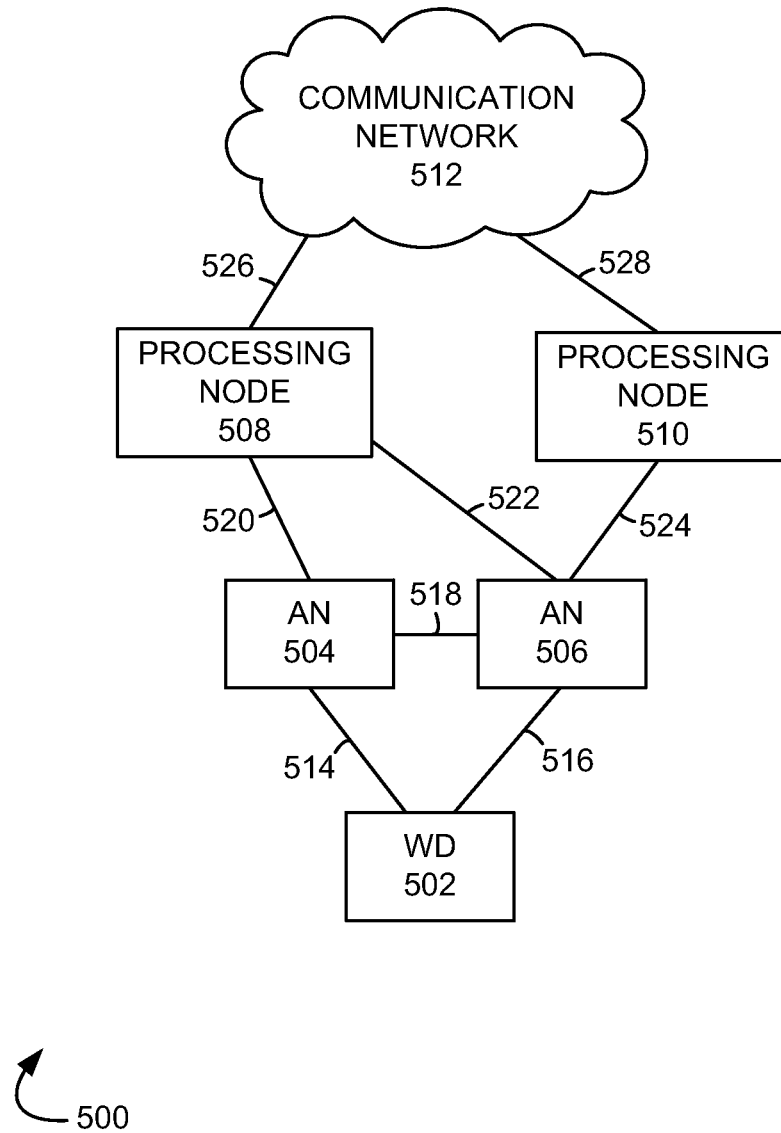 COMMUNICATION
NETWORK
512
526
528
PROCESSING
NODE
508
PROCESSING
NODE
510
520
522
524
AN
504
518
AN
506
514
516
WD
502
500